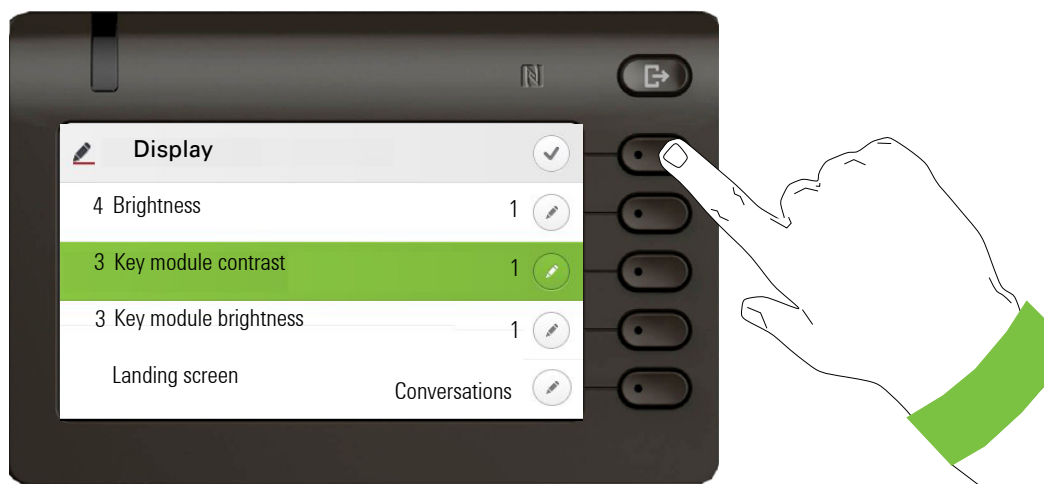 Display
4 Brightness 1
3 Key module contrast 1
3 Key module brightness 1
Landing screen Conversations